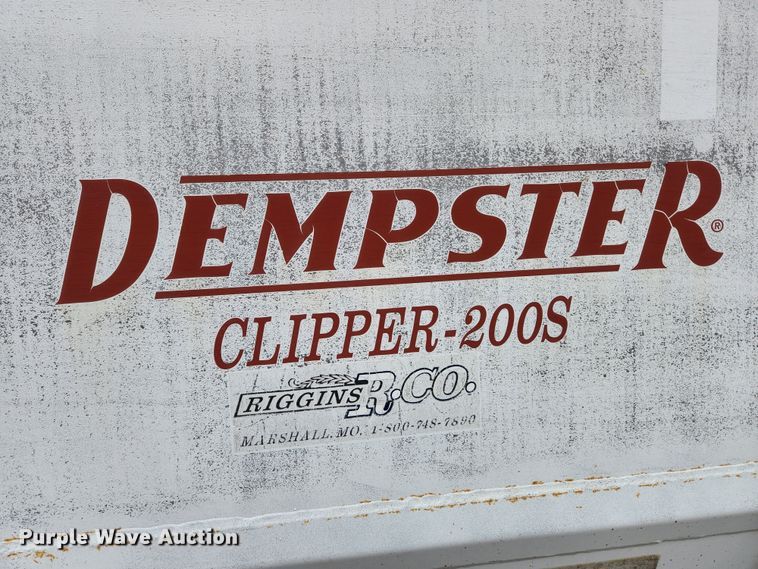 DEMPSTER®
CLIPPER-200S
RIGGINS R.CO.
MARSHALL, MO. 1-800-748-7890
Purple Wave Auction